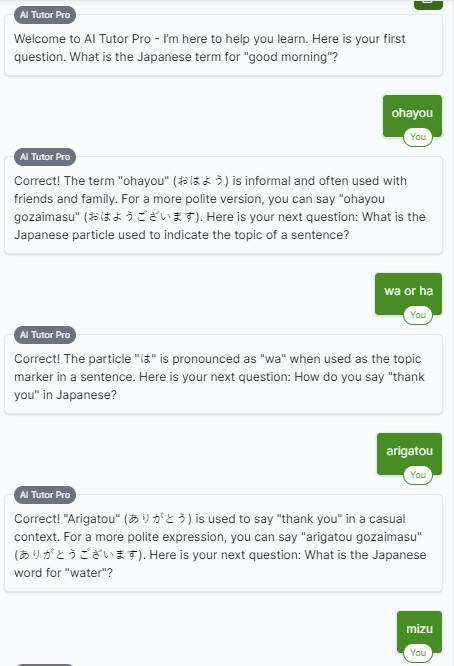 AI Tutor Pro
Welcome to AI Tutor Pro - I'm here to help you learn. Here is your first
question. What is the Japanese term for "good morning"?
ohayou
You
AI Tutor Pro
Correct! The term "ohayou" (おはよう) is informal and often used with
friends and family. For a more polite version, you can say "ohayou
gozaimasu" (おはようございます). Here is your next question: What is the
Japanese particle used to indicate the topic of a sentence?
wa or ha
You
AI Tutor Pro
Correct! The particle "は" is pronounced as "wa" when used as the topic
marker in a sentence. Here is your next question: How do you say "thank
you" in Japanese?
arigatou
You
AI Tutor Pro
Correct! "Arigatou" (ありがとう) is used to say "thank you" in a casual
context. For a more polite expression, you can say "arigatou gozaimasu"
(ありがとうございます). Here is your next question: What is the Japanese
word for "water"?
mizu
You